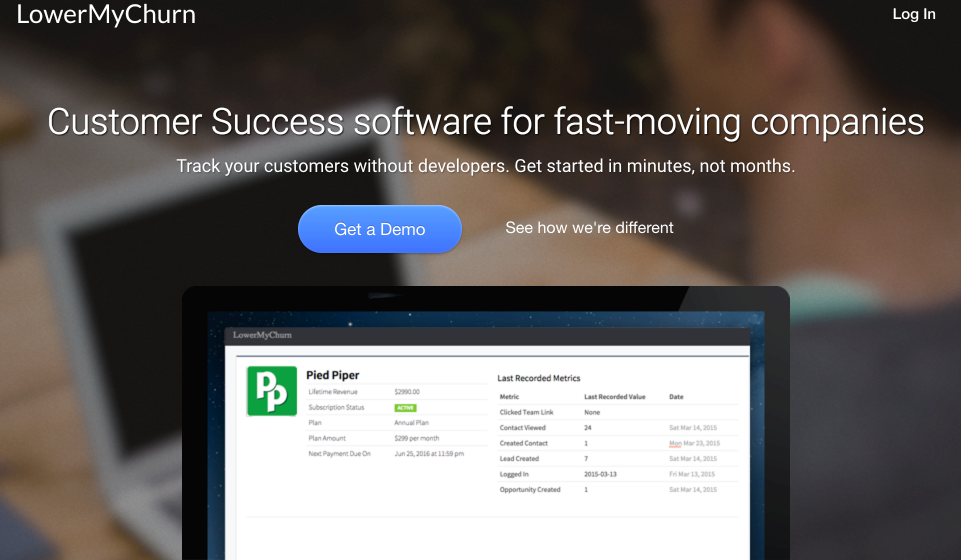 LowerMyChurn
Log In
Customer Success software for fast-moving companies
Track your customers without developers. Get started in minutes, not months.
Get a Demo
See how we're different
LowerMyChurn
Pp
Pied Piper
Lifetime Revenue $2990.00
Subscription Status ACTIVE
Plan Annual Plan
Plan Amount $299 per month
Next Payment Due On Jun 25, 2016 at 11:59 pm
Last Recorded Metrics
Metric Last Recorded Value Date
Clicked Team Link None
Contact Viewed 24 Sat Mar 14, 2015
Created Contact 1 Mon Mar 23, 2015
Lead Created 7 Sat Mar 14, 2015
Logged In 2015-03-13 Fri Mar 13, 2015
Opportunity Created 1 Sat Mar 14, 2015